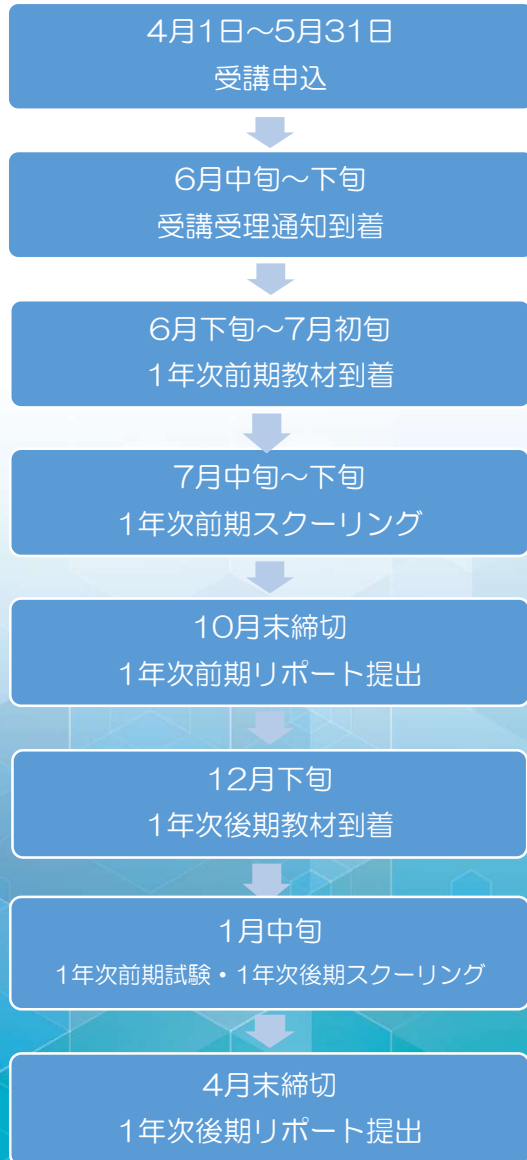 4月1日～5月31日
受講申込
6月中旬～下旬
受講受理通知到着
6月下旬～7月初旬
1年次前期教材到着
7月中旬～下旬
1年次前期スクーリング
10月末締切
1年次前期リポート提出
12月下旬
1年次後期教材到着
1月中旬
1年次前期試験・1年次後期スクーリング
4月末締切
1年次後期リポート提出